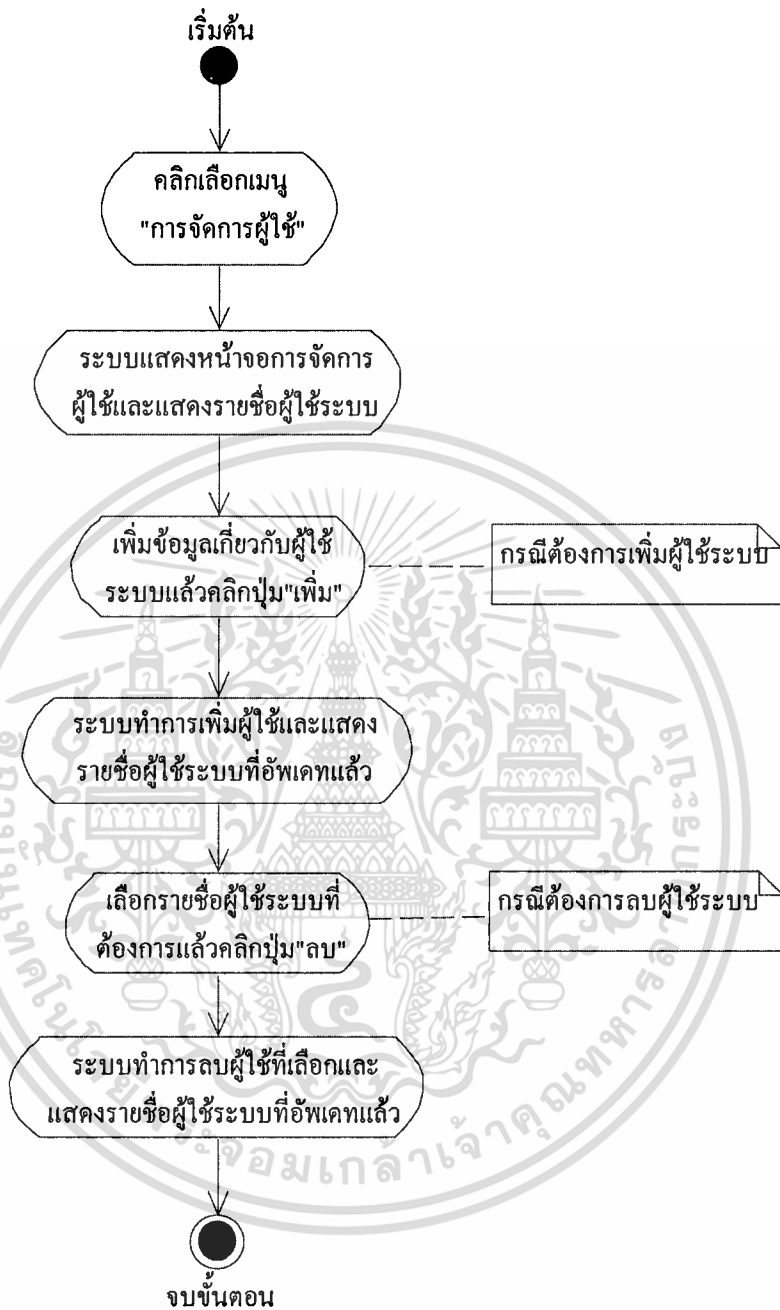 เริ่มต้น
คลิกเลือกเมนู
"การจัดการผู้ใช้"
ระบบแสดงหน้าจอการจัดการ
ผู้ใช้และแสดงรายชื่อผู้ใช้ระบบ
เพิ่มข้อมูลเกี่ยวกับผู้ใช้
ระบบแล้วคลิกปุ่ม"เพิ่ม"
กรณีต้องการเพิ่มผู้ใช้ระบบ
ระบบทำการเพิ่มผู้ใช้และแสดง
รายชื่อผู้ใช้ระบบที่อัพเดทแล้ว
เลือกรายชื่อผู้ใช้ระบบที่
ต้องการแล้วคลิกปุ่ม"ลบ"
กรณีต้องการลบผู้ใช้ระบบ
ระบบทำการลบผู้ใช้ที่เลือกและ
แสดงรายชื่อผู้ใช้ระบบที่อัพเดทแล้ว
จบขั้นตอน